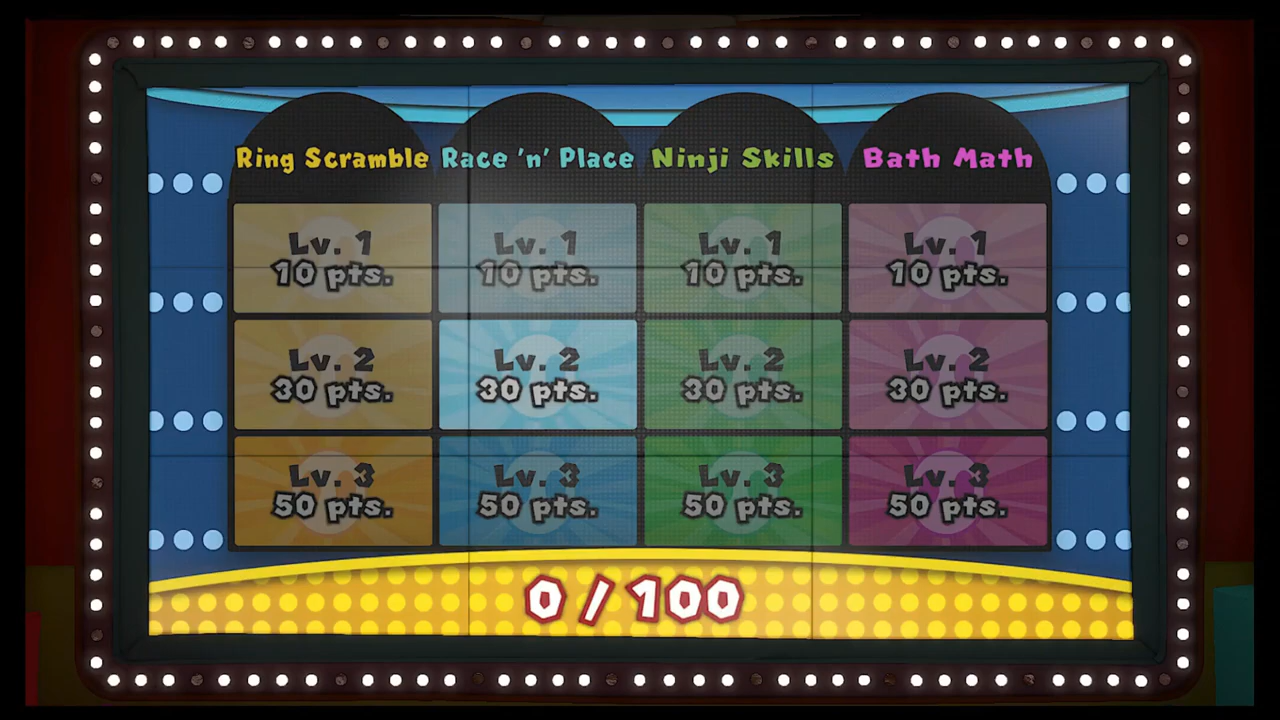 Ring Scramble Race 'n' Place Ninji Skills Bath Math
Lv. 1 Lv. 1 Lv. 1 Lv. 1
10 pts. 10 pts. 10 pts. 10 pts.
Lv. 2 Lv. 2 Lv. 2 Lv. 2
30 pts. 30 pts. 30 pts. 30 pts.
Lv. 3 Lv. 3 Lv. 3 Lv. 3
50 pts. 50 pts. 50 pts. 50 pts.
0 / 100